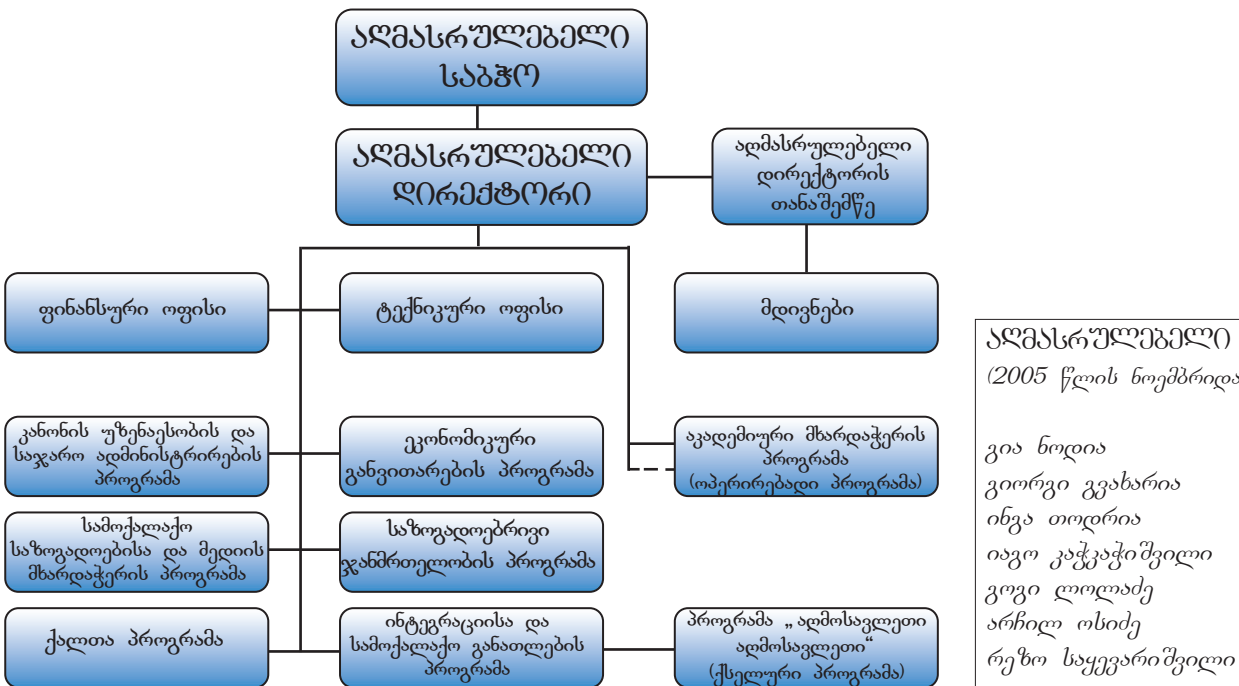 აღმასრულებელი
საბჭო
აღმასრულებელი
დირექტორი
აღმასრულებელი
დირექტორის
თანაშემწე
ფინანსური ოფისი
ტექნიკური ოფისი
მდივნები
კანონის უზენაესობის და
საჯარო ადმინისტრირების
პროგრამა
ეკონომიკური
განვითარების პროგრამა
აკადემიური მხარდაჭერის
პროგრამა
(ოპერირებადი პროგრამა)
სამოქალაქო
საზოგადოებისა და მედიის
მხარდაჭერის პროგრამა
საზოგადოებრივი
ჯანმრთელობის პროგრამა
ქალთა პროგრამა
ინტეგრაციისა და
სამოქალაქო განათლების
პროგრამა
პროგრამა „აღმოსავლეთი
აღმოსავლეთი“
(ქსელური პროგრამა)
აღმასრულებელი
(2005 წლის ნოემბრიდა
გია ნოდია
გიორგი გვახარია
ინგა თოდრია
იაგო კაჭკაჭიშვილი
გოგი ლოლაძე
არჩილ ოსიძე
რეზო საყევარიშვილი